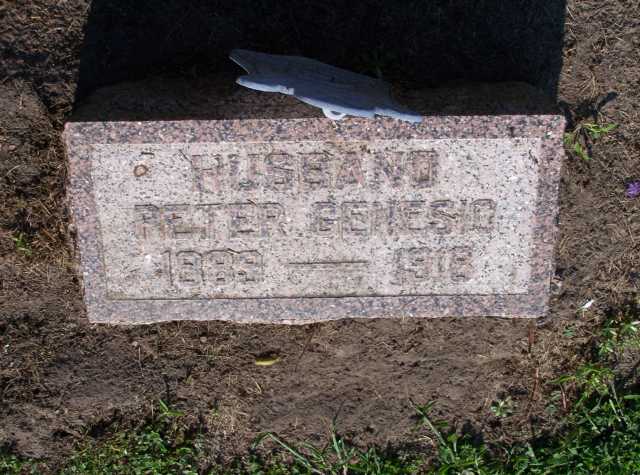 HUSBAND
PETER GENESIO
1889 — 1918